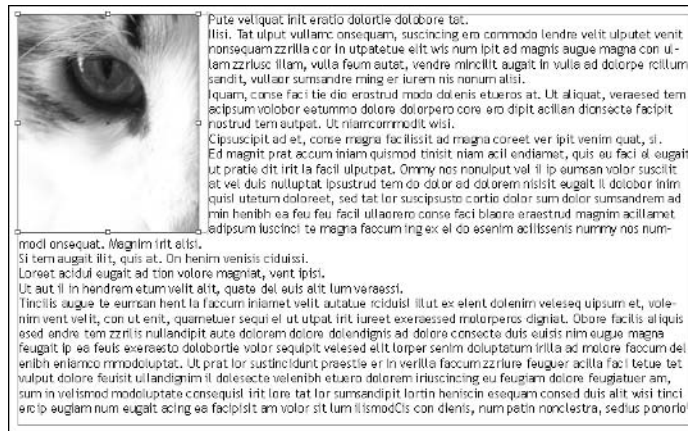 Pute veliquat irit eratio dolortie dolobore tat.
Ilisi. Tat ulput vullamc onsequam, suscincing ero commodo lendre velit ulputet venit
nonsequam zzrilla cor in utpatetue elit wis num ipit ad magnis augue magna con ul-
lam zzriusc illam, vulla feum autat, vendre mincillit augait in vulla ad dolorpe rcillum
sandit, vullaor sumsandre ming er iurem nis nonum alisi.
Iquam, conse faci tie dio erostrud modo dolenis etueros at. Ut aliquat, veraesed tem
acipsum volobor eetummo dolore dolorpero core ero dipit acillan dionsecte facipit
nostrud tem autpat. Ut niamcommodit wisi.
Cipsuscipit ad et, conse magna facilissit ad magna coreet ver ipit venim quat, si.
Ed magnit prat accum iniam quismod tinisit niam acil endiamet, quis eu faci el eugait
ut pratie dit irit la facil ulputpat. Ommy nos nonulput vel il ip eumsan volor suscilit
at vel duis nulluptat ipsustrud tem do dolor ad dolorem nisisit eugait il dolobor inim
quisl utetum doloreet, sed tat lor suscipsusto cortio dolor sum dolor sumsandrem ad
min henibh ea feu feu facil ullaorero conse faci blaore eraestrud magnim acillamet
adipsum iuscinci te magna faccum ing ex el do esenim acilissenis nummy nos num-
modi onsequat. Magnim irit alisi.
Si tem augait ilit, quis at. On henim venisis ciduissi.
Loreet acidui eugait ad tion volore magniat, vent ipisi.
Ut aut il in hendrem etum velit alit, quate del euis alit lum veraessi.
Tincilis augue te eumsan hent la faccum iniamet velit autatue rciduisl illut ex elent dolenim veleseq uipsum et, vole-
nim vent velit, con ut enit, quametuer sequi el ut utpat irit iureet exeraessed molorperos digniat. Obore facilis aliquis
esed endre tem zzrilis nullandipit aute dolorem dolore dolendignis ad dolore consecte duis euisis nim eugue magna
feugait ip ea feuis exeraesto dolobortie volor sequipit velesed elit lorper senim doluptatum irilla ad molore faccum del
enibh eniamco mmodoluptat. Ut prat lor sustincidunt praestie er in verilla faccum zzriure feuguer acilla faci tetue tet
vulput dolore feuisit ullandignim il dolesecte velenibh etuero dolorem iriuscincing eu feugiam dolore feugiatuer am,
sum in velismod modoluptate consequisl irit lore tat lor sumsandipit lortin heniscin esequam consed duis alit wisi tinci
ercip eugiam num eugait acing ea facipisit am volor sit lum ilismodCis con dienis, num patin nonclestra, sedius ponorio